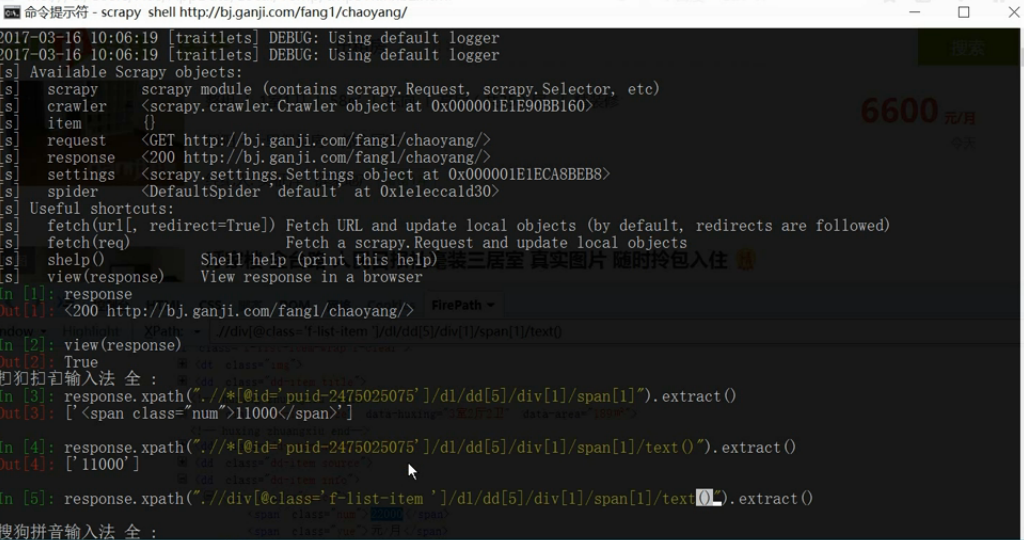 命令提示符 - scrapy shell http://bj.ganji.com/fang1/chaoyang/
2017-03-16 10:06:19 [traitlets] DEBUG: Using default logger
2017-03-16 10:06:19 [traitlets] DEBUG: Using default logger
[s] Available Scrapy objects:
[s] scrapy scrapy module (contains scrapy.Request, scrapy.Selector, etc)
[s] crawler <scrapy.crawler.Crawler object at 0x000001E1E90BB160>
[s] item {}
[s] request <GET http://bj.ganji.com/fang1/chaoyang/>
[s] response <200 http://bj.ganji.com/fang1/chaoyang/>
[s] settings <scrapy.settings.Settings object at 0x000001E1ECA8BEB8>
[s] spider <DefaultSpider 'default' at 0x1e1ecca1d30>
[s] Useful shortcuts:
[s] fetch(url[, redirect=True]) Fetch URL and update local objects (by default, redirects are followed)
[s] fetch(req) Fetch a scrapy.Request and update local objects
[s] shelp() Shell help (print this help)
[s] view(response) View response in a browser
In [1]: response
Out[1]: <200 http://bj.ganji.com/fang1/chaoyang/>
In [2]: view(response)
Out[2]: True
输入法 全 :
In [3]: response.xpath(".//*[@id='puid-2475025075']/dl/dd[5]/div[1]/span[1]").extract()
Out[3]: ['<span class="num">11000</span>']
In [4]: response.xpath(".//*[@id='puid-2475025075']/dl/dd[5]/div[1]/span[1]/text()").extract()
Out[4]: ['11000']
In [5]: response.xpath(".//div[@class='f-list-item ']/dl/dd[5]/div[1]/span[1]/text()").extract()
搜狗拼音输入法 全 :
搜索
6600 元/月
今天
三居室 真实图片 随时拎包入住
FirePath
Highlight XPath: .//div[@class='f-list-item ']/dl/dd[5]/div[1]/span[1]/text()